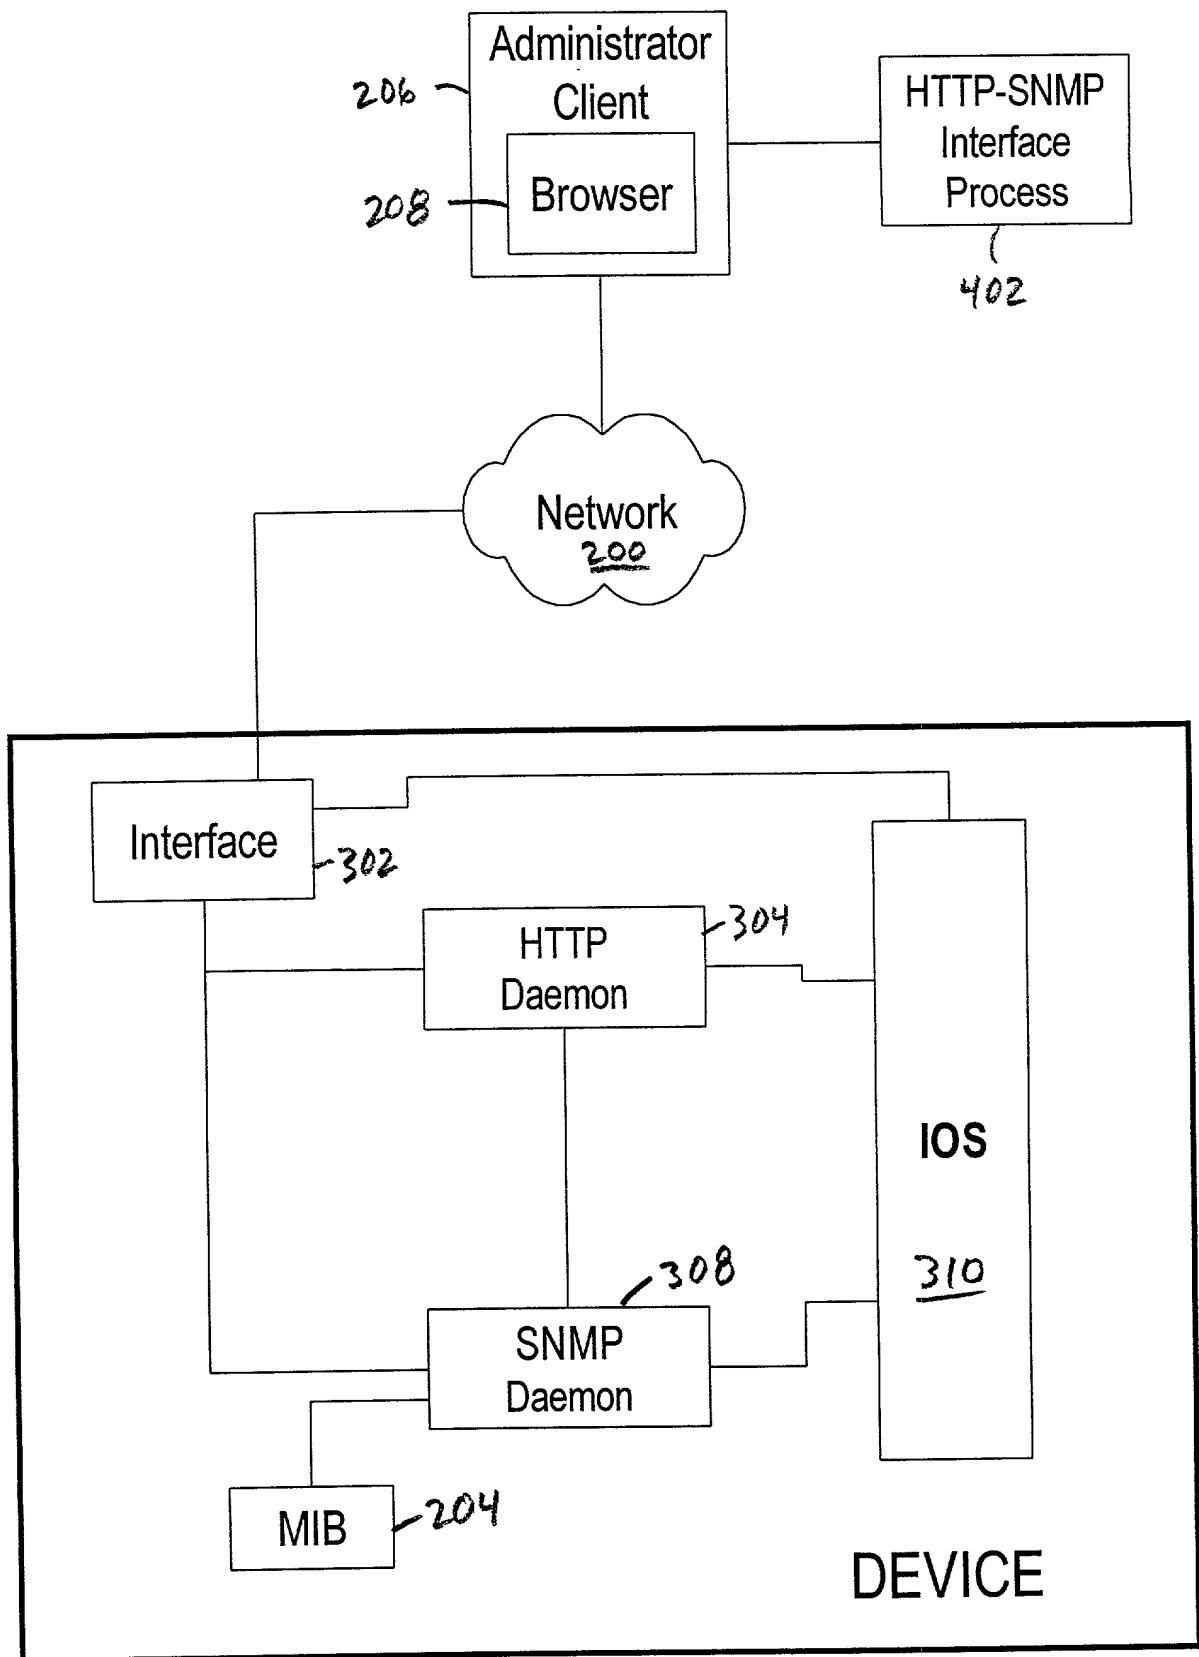 Administrator
Client
206
Browser
208
HTTP-SNMP
Interface
Process
402
Network
200
Interface
302
HTTP
Daemon
304
IOS
310
308
SNMP
Daemon
MIB
204
DEVICE